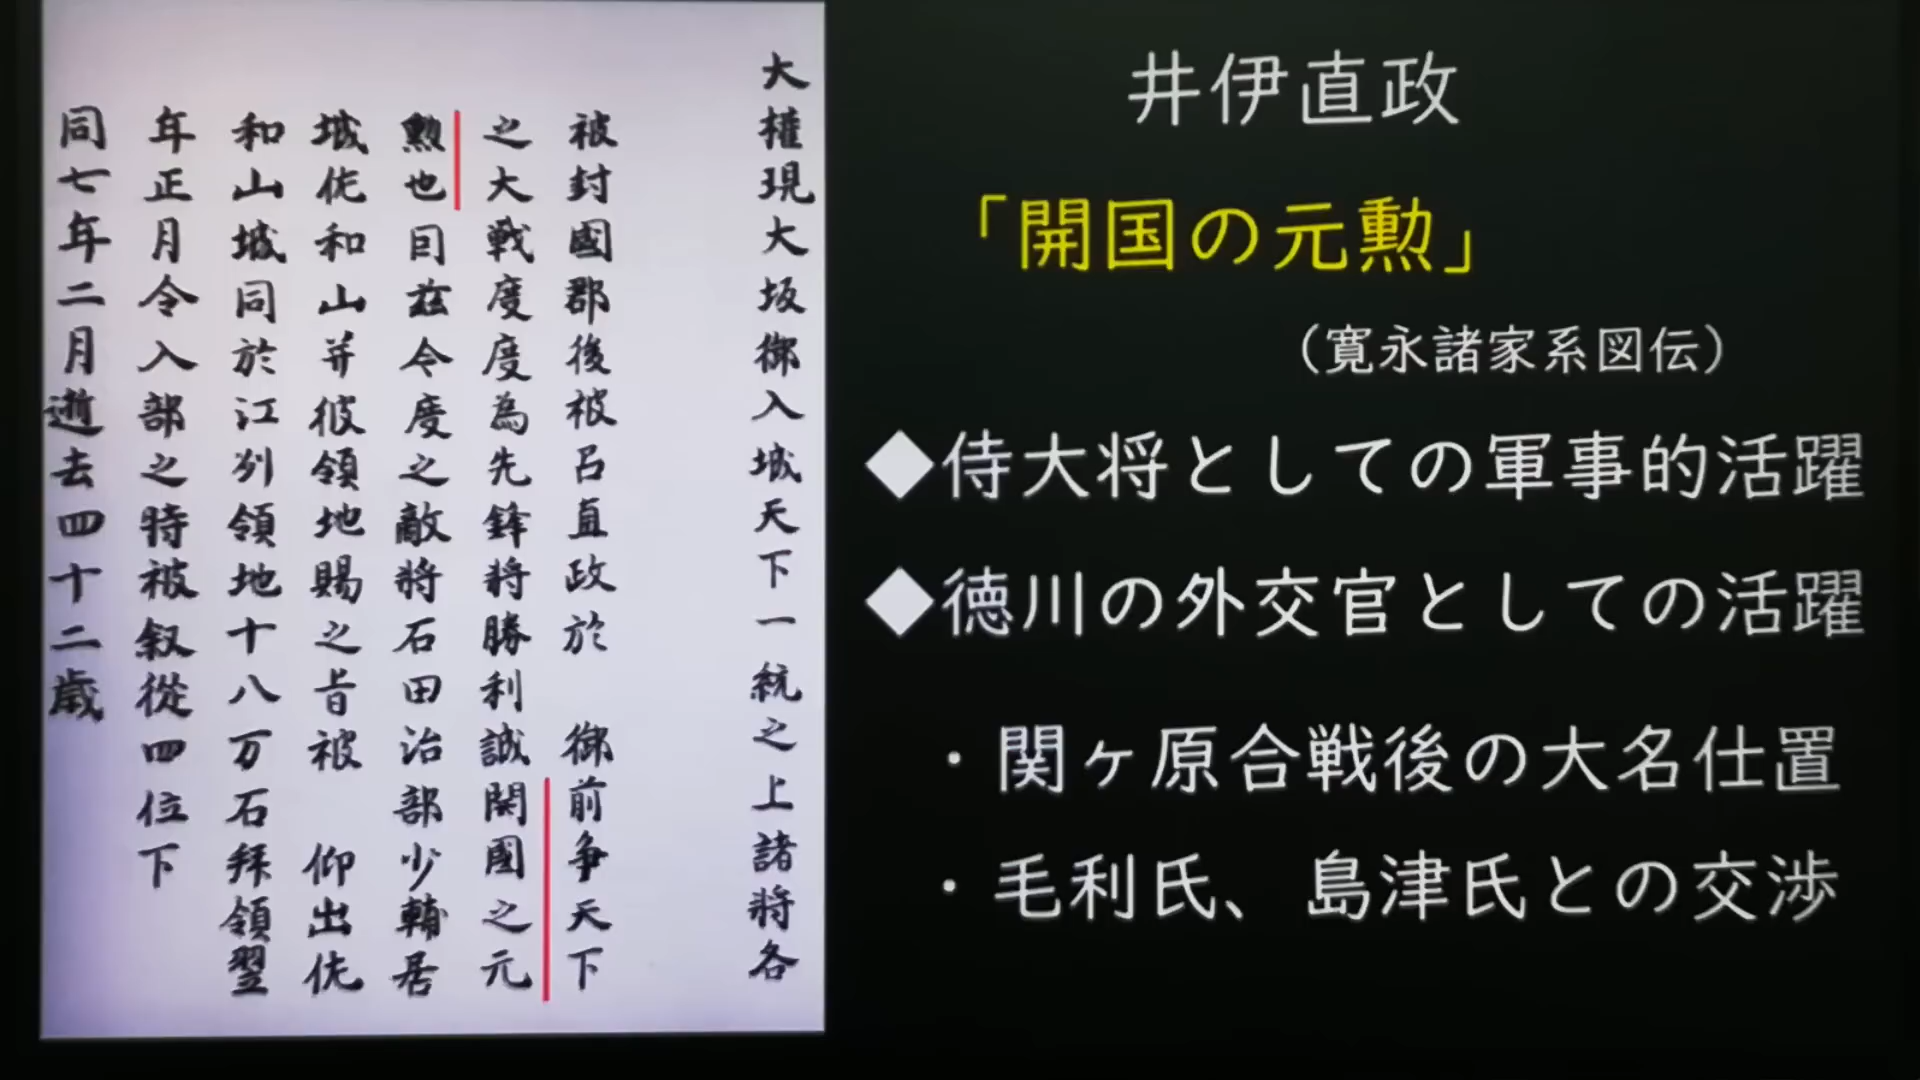 大權現大坂御入城天下一統之上諸將各
被封國郡後被召直政於　御前争天下
之大戰度度為先鋒將勝利誠開國之元
勲也因茲今度之敵將石田治部少輔居
城佐和山并彼領地賜之旨被　仰出佐
和山城同於江州領地十八万石拜領翌
年正月令入部之時被叙從四位下
同七年二月逝去四十二歳
井伊直政
「開国の元勲」
（寛永諸家系図伝）
◆侍大将としての軍事的活躍
◆徳川の外交官としての活躍
・関ヶ原合戦後の大名仕置
・毛利氏、島津氏との交渉